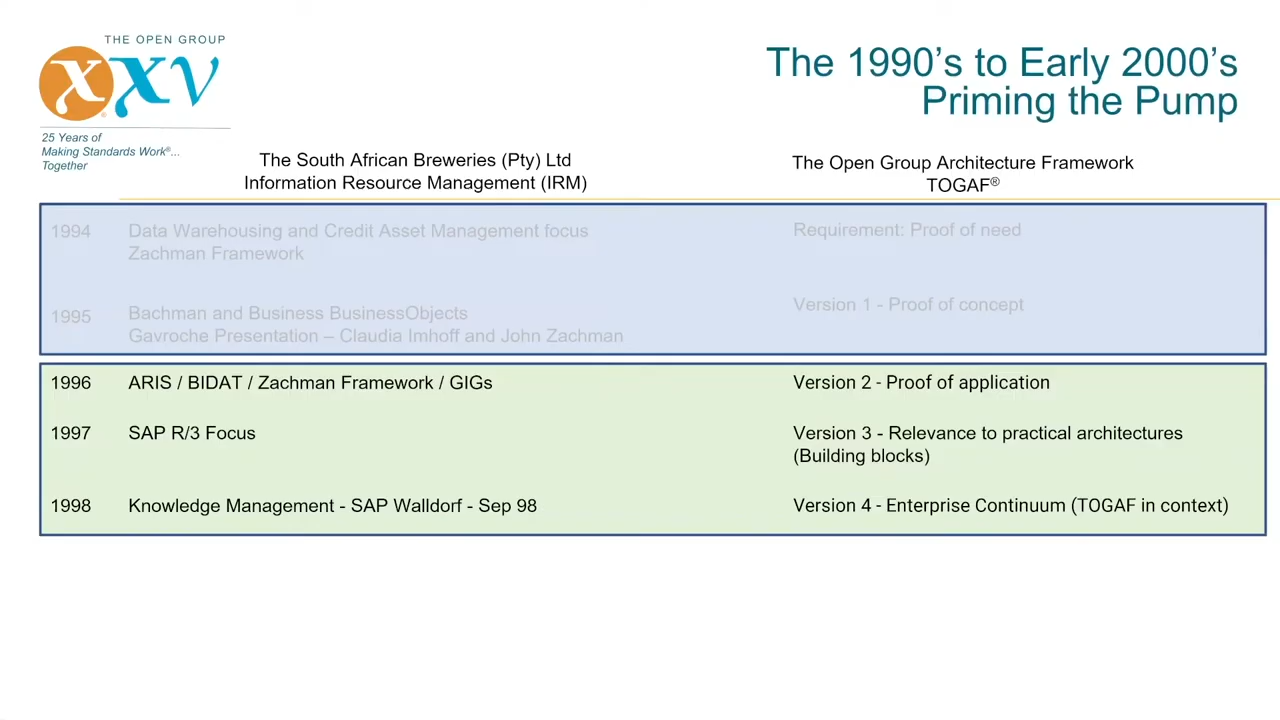 THE OPEN GROUP
XXV
25 Years of
Making Standards Work®...
Together
The 1990’s to Early 2000’s
Priming the Pump
The South African Breweries (Pty) Ltd
Information Resource Management (IRM)
The Open Group Architecture Framework
TOGAF®
1994
Data Warehousing and Credit Asset Management focus
Zachman Framework
Requirement: Proof of need
1995
Bachman and Business BusinessObjects
Gavroche Presentation – Claudia Imhoff and John Zachman
Version 1 - Proof of concept
1996
ARIS / BIDAT / Zachman Framework / GIGs
Version 2 - Proof of application
1997
SAP R/3 Focus
Version 3 - Relevance to practical architectures
(Building blocks)
1998
Knowledge Management - SAP Walldorf - Sep 98
Version 4 - Enterprise Continuum (TOGAF in context)